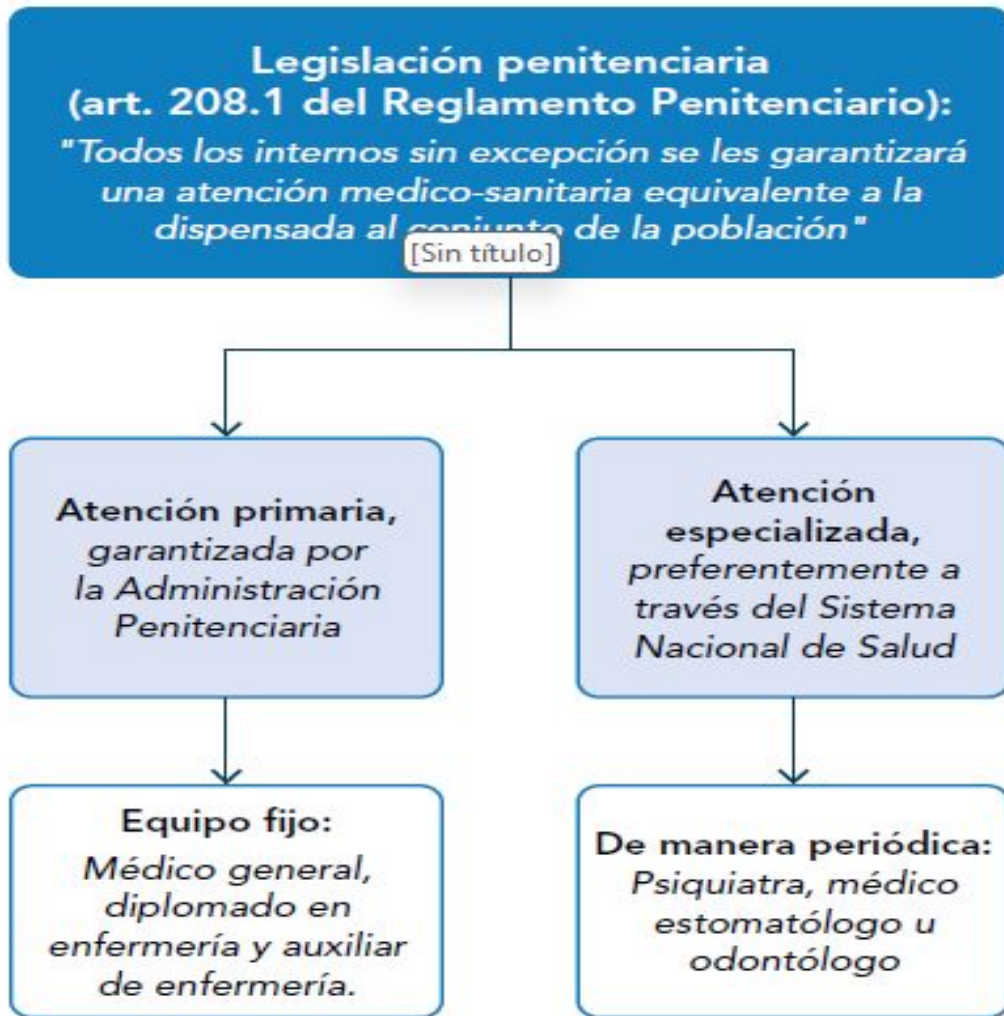 Legislación penitenciaria
(art. 208.1 del Reglamento Penitenciario):
"Todos los internos sin excepción se les garantizará
una atención medico-sanitaria equivalente a la
dispensada al conjunto de la población"
[Sin título]
Atención primaria,
garantizada por
la Administración
Penitenciaria
Atención
especializada,
preferentemente a
través del Sistema
Nacional de Salud
Equipo fijo:
Médico general,
diplomado en
enfermería y auxiliar
de enfermería.
De manera periódica:
Psiquiatra, médico
estomatólogo u
odontólogo